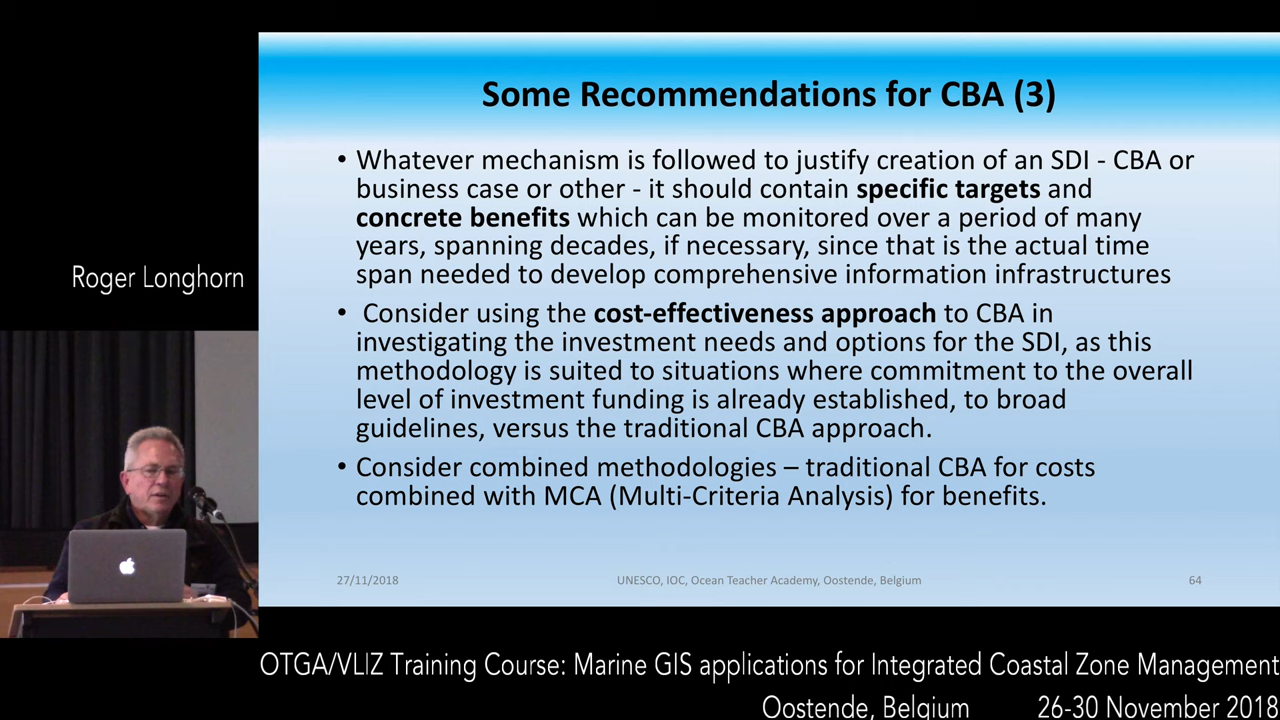 Some Recommendations for CBA (3)
• Whatever mechanism is followed to justify creation of an SDI - CBA or
business case or other - it should contain specific targets and
concrete benefits which can be monitored over a period of many
years, spanning decades, if necessary, since that is the actual time
span needed to develop comprehensive information infrastructures
• Consider using the cost-effectiveness approach to CBA in
investigating the investment needs and options for the SDI, as this
methodology is suited to situations where commitment to the overall
level of investment funding is already established, to broad
guidelines, versus the traditional CBA approach.
• Consider combined methodologies – traditional CBA for costs
combined with MCA (Multi-Criteria Analysis) for benefits.
27/11/2018 UNESCO, IOC, Ocean Teacher Academy, Oostende, Belgium 64
Roger Longhorn
OTGA/VLIZ Training Course: Marine GIS applications for Integrated Coastal Zone Management
Oostende, Belgium 26-30 November 2018